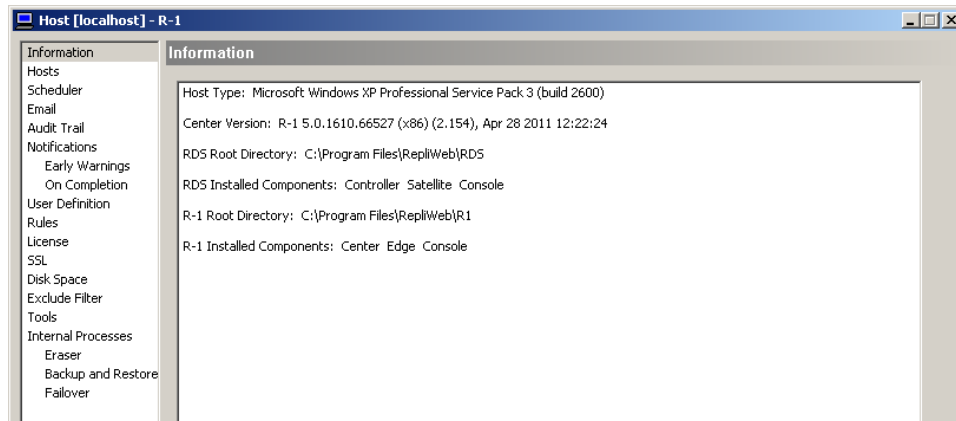 Host [localhost] - R-1
Information
Hosts
Scheduler
Email
Audit Trail
Notifications
Early Warnings
On Completion
User Definition
Rules
License
SSL
Disk Space
Exclude Filter
Tools
Internal Processes
Eraser
Backup and Restore
Failover
Information
Host Type: Microsoft Windows XP Professional Service Pack 3 (build 2600)
Center Version: R-1 5.0.1610.66527 (x86) (2.154), Apr 28 2011 12:22:24
RDS Root Directory: C:\Program Files\RepliWeb\RDS
RDS Installed Components: Controller Satellite Console
R-1 Root Directory: C:\Program Files\RepliWeb\R1
R-1 Installed Components: Center Edge Console